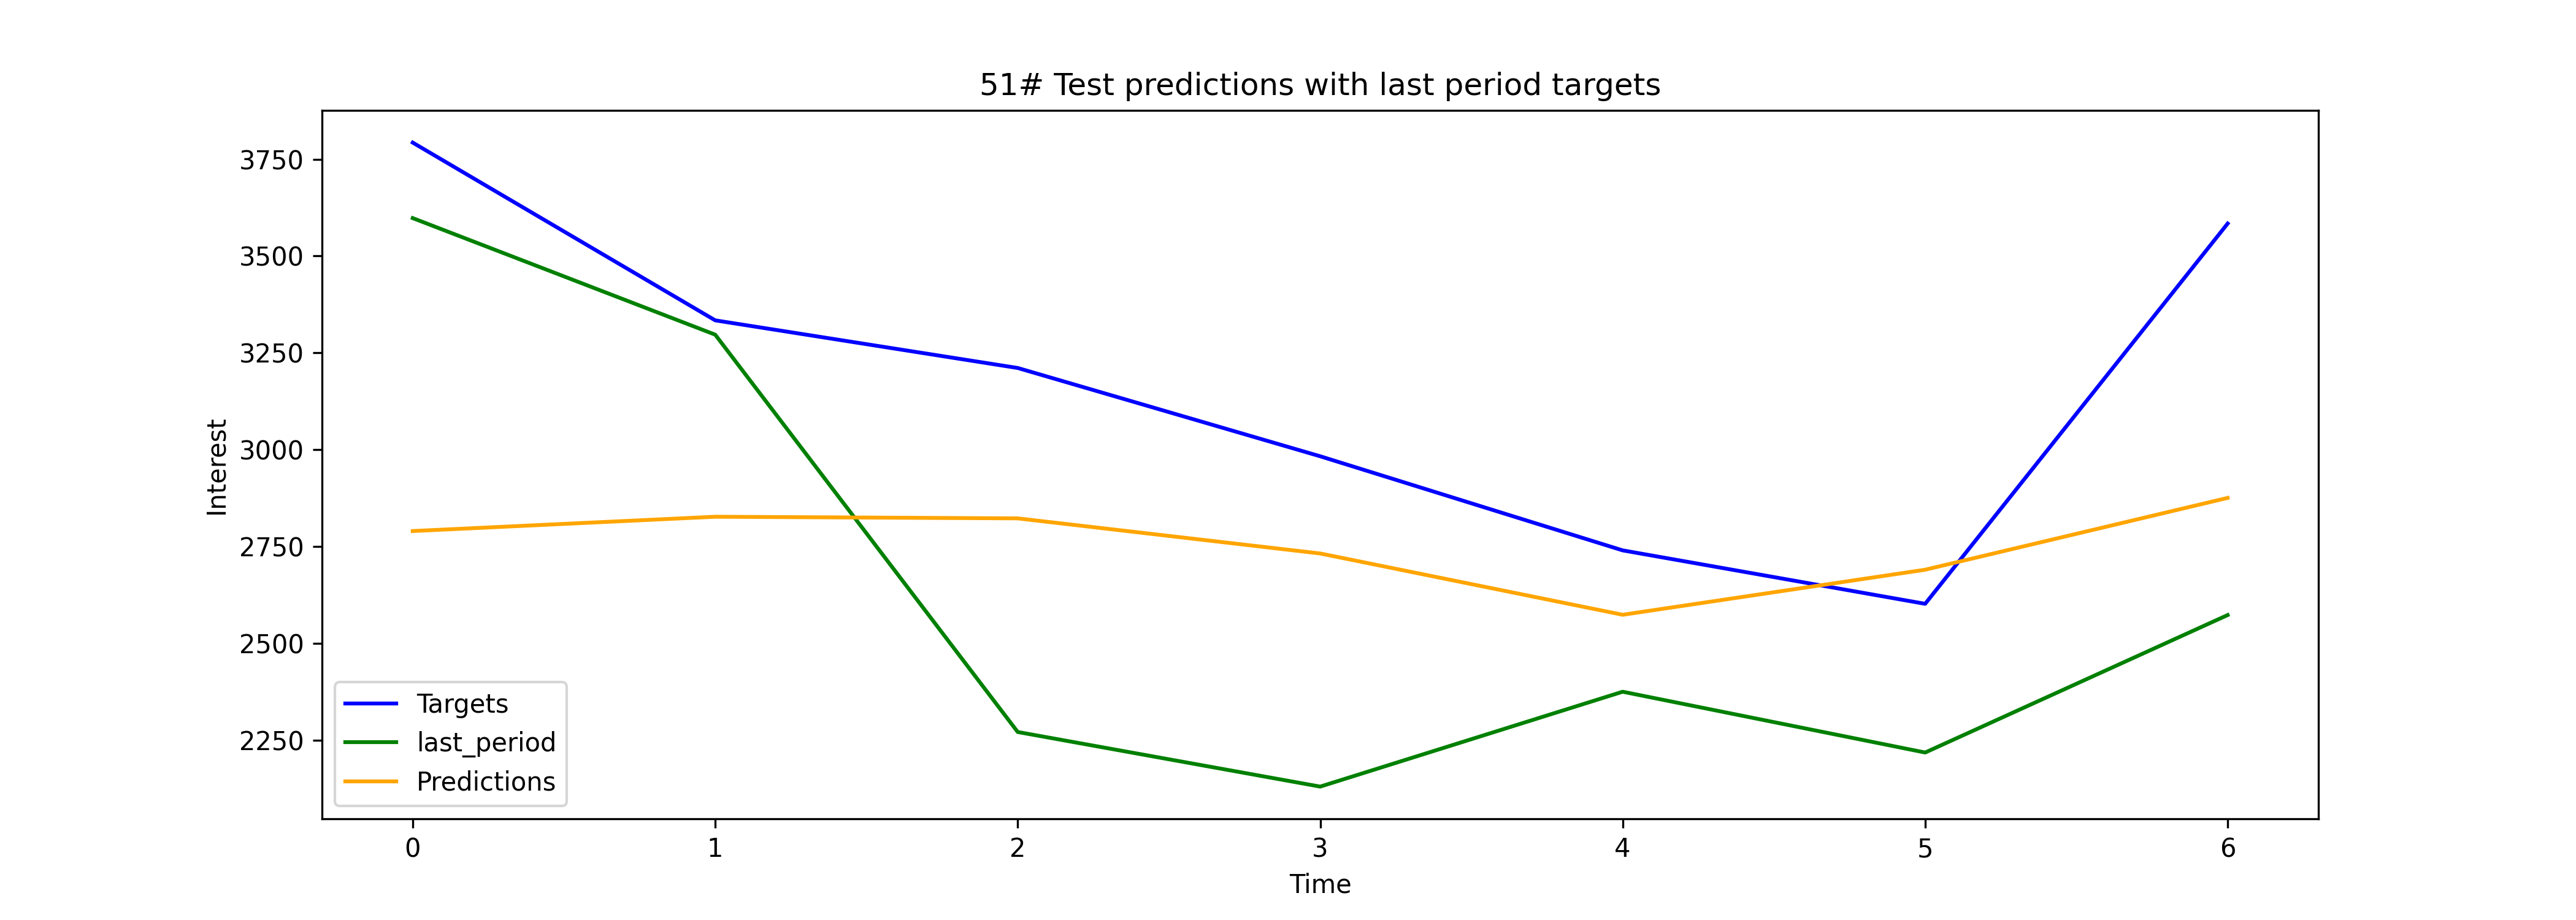 51# Test predictions with last period targets
3750
3500
3250
3000
2750
2500
2250
Interest
Targets
last_period
Predictions
0 1 2 3 4 5 6
Time